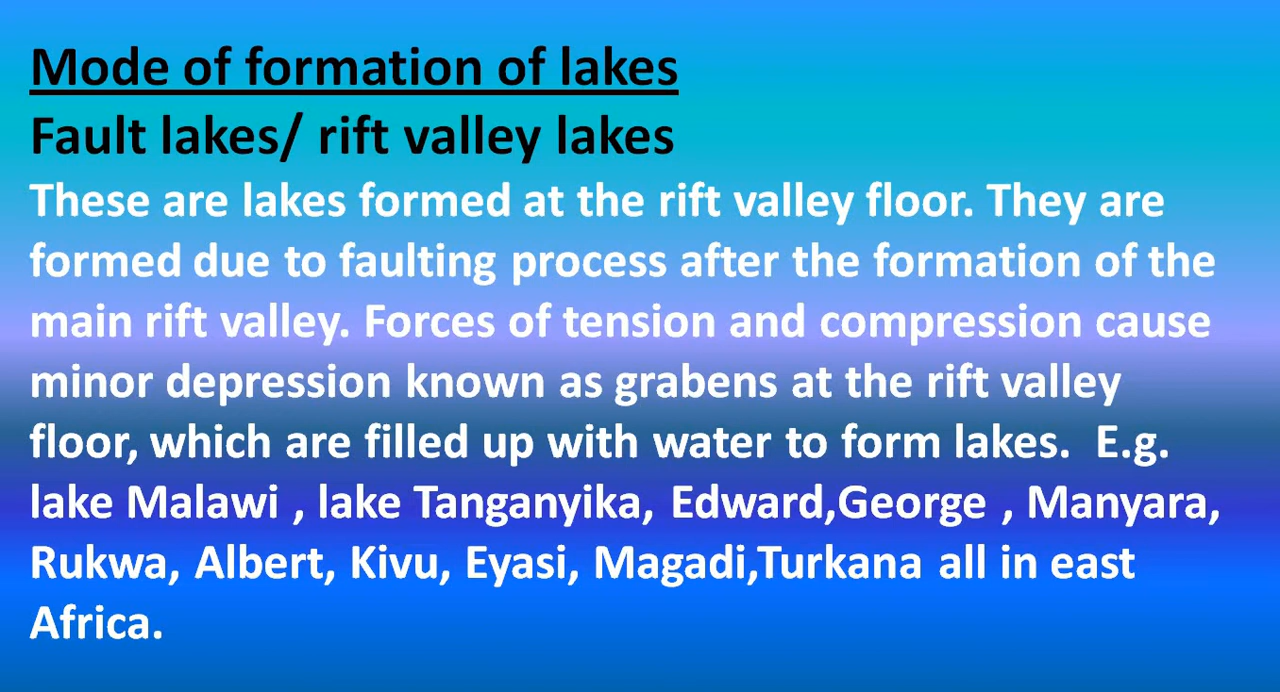 Mode of formation of lakes
Fault lakes/ rift valley lakes
These are lakes formed at the rift valley floor. They are
formed due to faulting process after the formation of the
main rift valley. Forces of tension and compression cause
minor depression known as grabens at the rift valley
floor, which are filled up with water to form lakes.  E.g.
lake Malawi , lake Tanganyika, Edward,George , Manyara,
Rukwa, Albert, Kivu, Eyasi, Magadi,Turkana all in east
Africa.